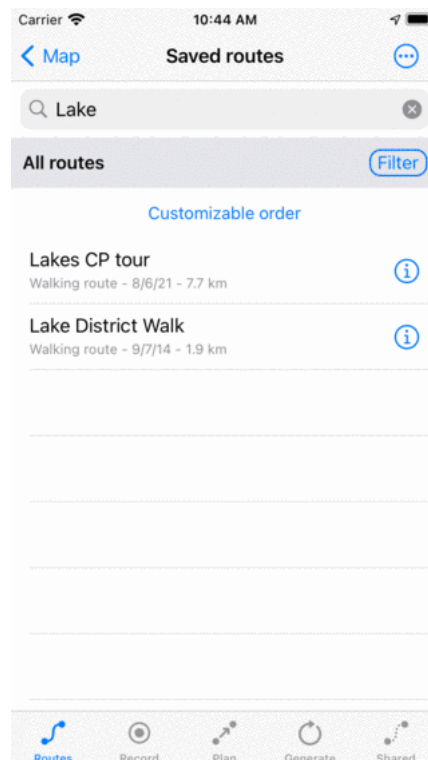 Carrier 10:44 AM
Map Saved routes
Lake
All routes Filter
Customizable order
Lakes CP tour
Walking route - 8/6/21 - 7.7 km
Lake District Walk
Walking route - 9/7/14 - 1.9 km
Routes Record Plan Generate Shared